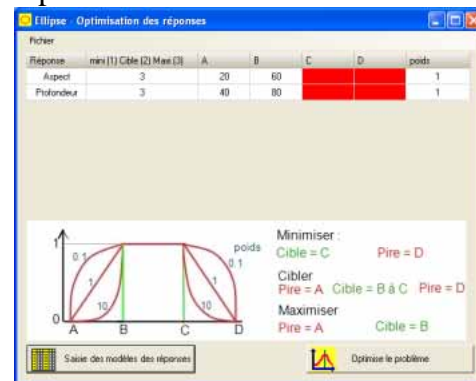 Ellipse - Optimisation des réponses
Fichier
Réponse mini (1) Cible (2) Maxi (3) A B C D poids
Aspect 3 20 60 1
Profondeur 3 40 80 1
1 0.1 1 10 0 A B C D
poids 0.1 1 10
Minimiser :
Cible = C Pire = D
Cibler
Pire = A Cible = B à C Pire = D
Maximiser
Pire = A Cible = B
Saisie des modèles des réponses Optimise le problème